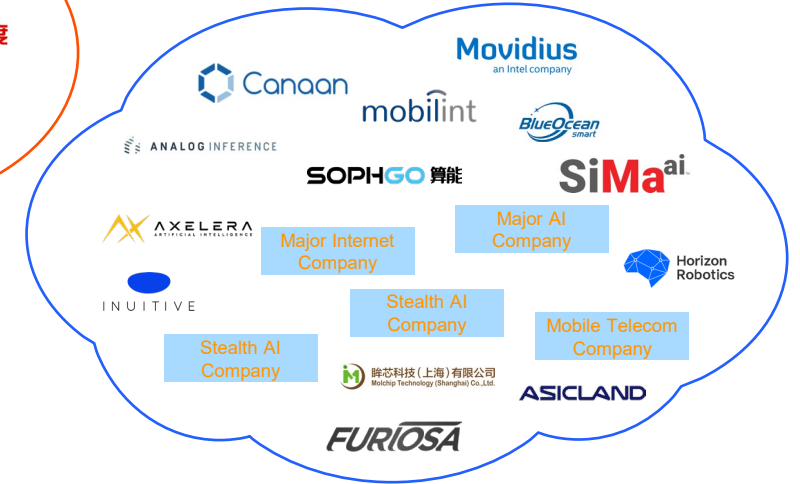 度
Movidius
an Intel company
Canaan
mobilint
BlueOcean
smart
ANALOG INFERENCE
SOPHGO 算能
SiMa ai
AXELERA
ARTIFICIAL INTELLIGENCE
Major Internet
Company
Major AI
Company
Horizon
Robotics
INUITIVE
Stealth AI
Company
Mobile Telecom
Company
Stealth AI
Company
眸芯科技(上海)有限公司
Molchip Technology (Shanghai) Co.,Ltd.
ASICLAND
FURIOSA